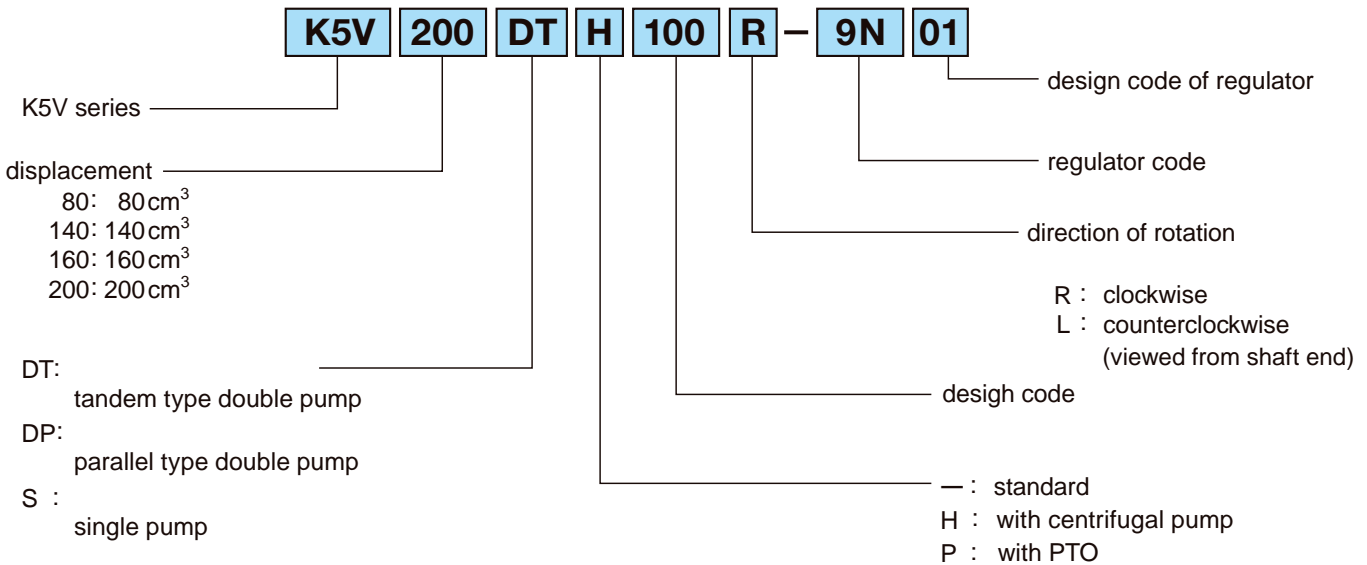 K5V 200 DT H 100 R – 9N 01
design code of regulator
K5V series
regulator code
displacement
80: 80cm³
140: 140cm³
160: 160cm³
200: 200cm³
direction of rotation
R : clockwise
L : counterclockwise
(viewed from shaft end)
DT:
tandem type double pump
desigh code
DP:
parallel type double pump
S :
single pump
— : standard
H : with centrifugal pump
P : with PTO